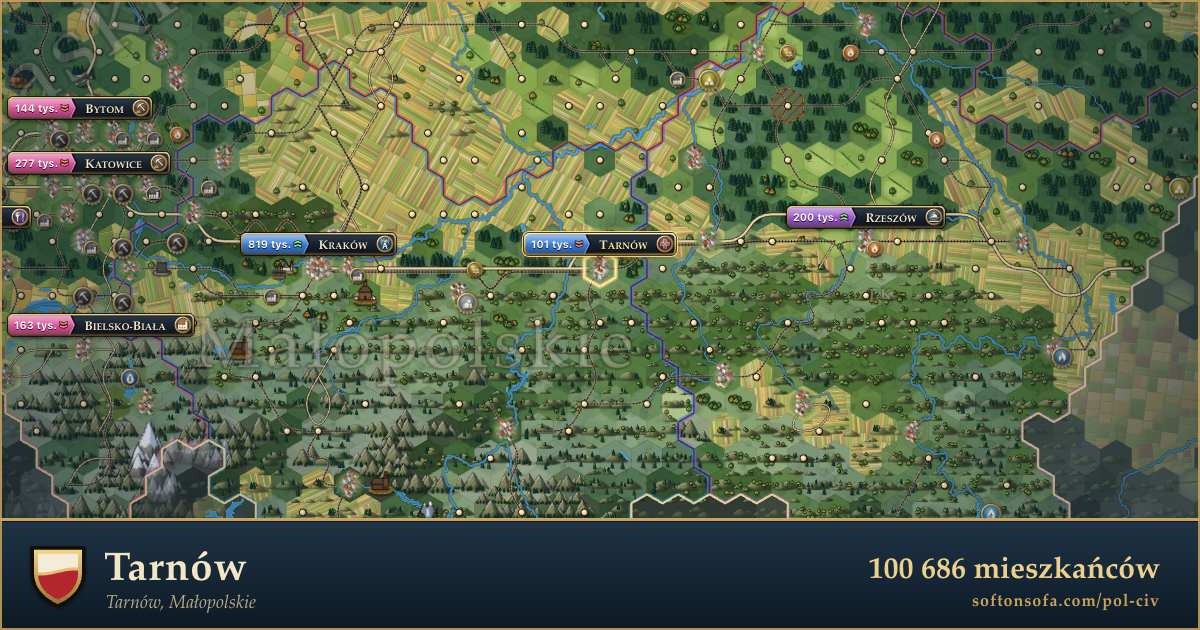 144 tys. BYTOM
277 tys. KATOWICE
819 tys. KRAKÓW
101 tys. TARNÓW
200 tys. RZESZÓW
163 tys. BIELSKO-BIAŁA
Małopolskie
Tarnów
Tarnów, Małopolskie
100 686 mieszkańców
softonsofa.com/pol-civ